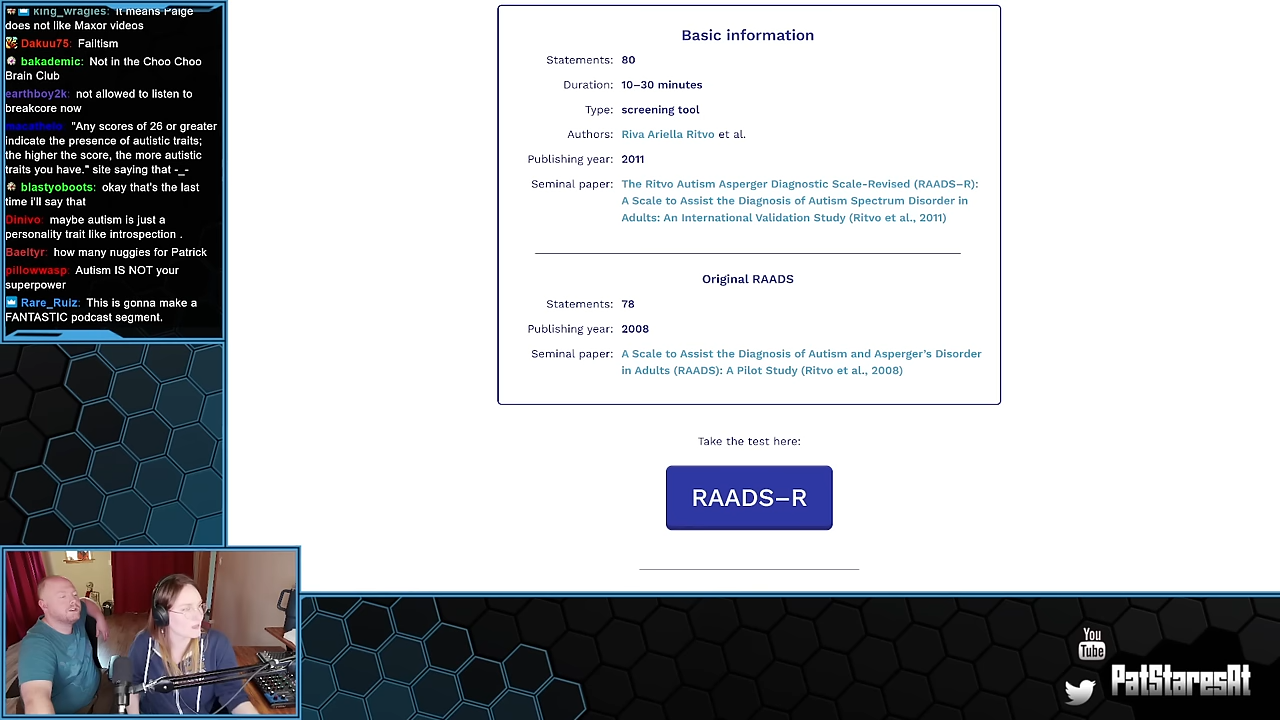 king_wragles: It means Paige
does not like Maxor videos
Dakuu75: Failtism
bakademic: Not in the Choo Choo
Brain Club
earthboy2k: not allowed to listen to
breakcore now
"Any scores of 26 or greater
indicate the presence of autistic traits;
the higher the score, the more autistic
traits you have." site saying that -_-
blastyoboots: okay that's the last
time i'll say that
Dinivo: maybe autism is just a
personality trait like introspection .
Baeltyr: how many nuggies for Patrick
pillowwasp: Autism IS NOT your
superpower
Rare_Rulz: This is gonna make a
FANTASTIC podcast segment.
Basic information
Statements: 80
Duration: 10–30 minutes
Type: screening tool
Authors: Riva Ariella Ritvo et al.
Publishing year: 2011
Seminal paper: The Ritvo Autism Asperger Diagnostic Scale-Revised (RAADS–R):
A Scale to Assist the Diagnosis of Autism Spectrum Disorder in
Adults: An International Validation Study (Ritvo et al., 2011)
Original RAADS
Statements: 78
Publishing year: 2008
Seminal paper: A Scale to Assist the Diagnosis of Autism and Asperger's Disorder
in Adults (RAADS): A Pilot Study (Ritvo et al., 2008)
Take the test here:
RAADS–R
You
Tube
PatStaresAt